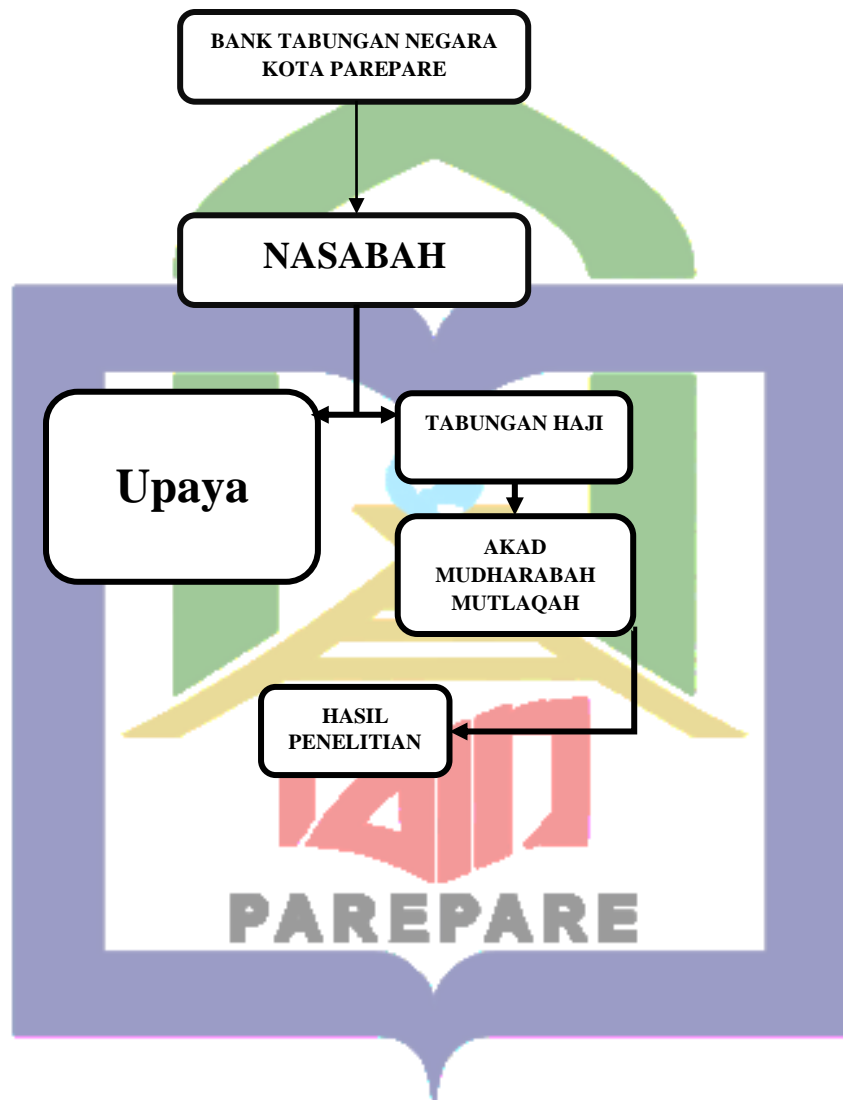 BANK TABUNGAN NEGARA
KOTA PAREPARE
NASABAH
Upaya
TABUNGAN HAJI
AKAD
MUDHARABAH
MUTLAQAH
HASIL
PENELITIAN
PAREPARE